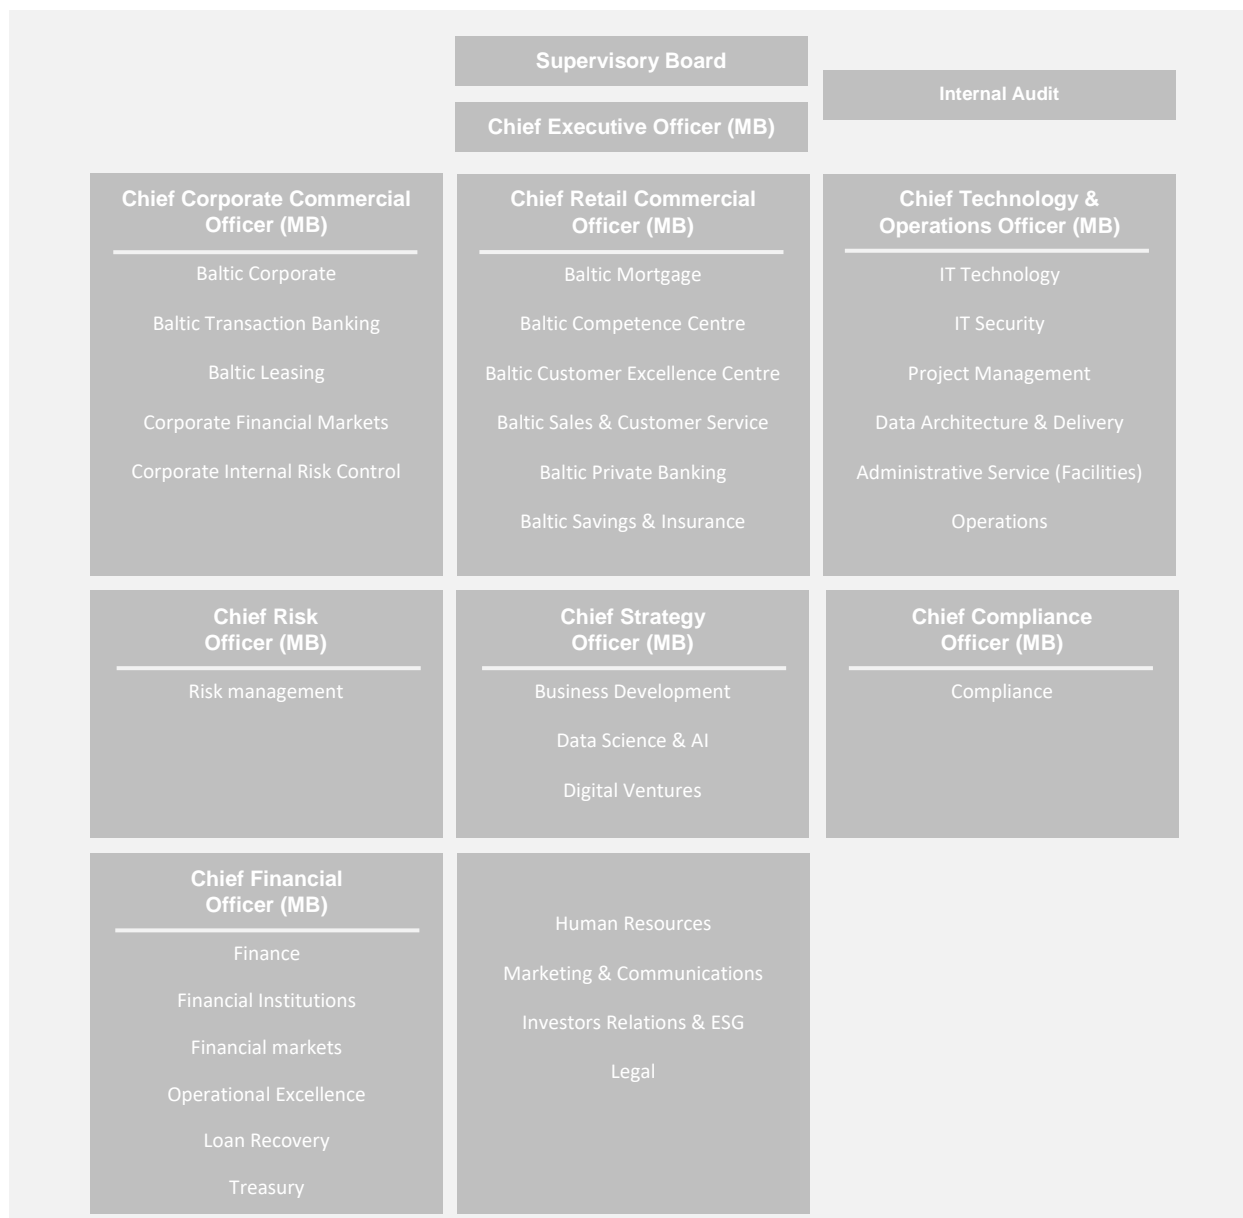 Supervisory Board
Internal Audit
Chief Executive Officer (MB)
Chief Corporate Commercial
Officer (MB)
Baltic Corporate
Baltic Transaction Banking
Baltic Leasing
Corporate Financial Markets
Corporate Internal Risk Control
Chief Retail Commercial
Officer (MB)
Baltic Mortgage
Baltic Competence Centre
Baltic Customer Excellence Centre
Baltic Sales & Customer Service
Baltic Private Banking
Baltic Savings & Insurance
Chief Technology &
Operations Officer (MB)
IT Technology
IT Security
Project Management
Data Architecture & Delivery
Administrative Service (Facilities)
Operations
Chief Risk
Officer (MB)
Risk management
Chief Strategy
Officer (MB)
Business Development
Data Science & AI
Digital Ventures
Chief Compliance
Officer (MB)
Compliance
Chief Financial
Officer (MB)
Finance
Financial Institutions
Financial markets
Operational Excellence
Loan Recovery
Treasury
Human Resources
Marketing & Communications
Investors Relations & ESG
Legal